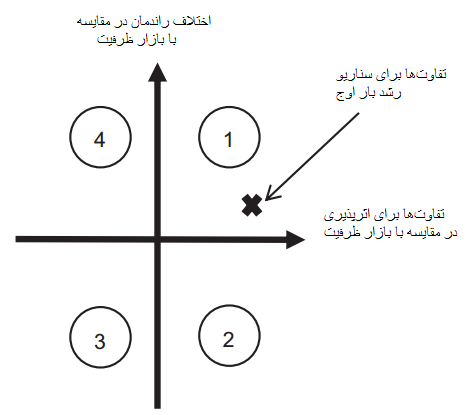 اختلاف راندمان در مقایسه
با بازار ظرفیت
تفاوت‌ها برای سناریو
رشد بار اوج
4
1
تفاوت‌ها برای اثرپذیری
در مقایسه با بازار ظرفیت
3
2